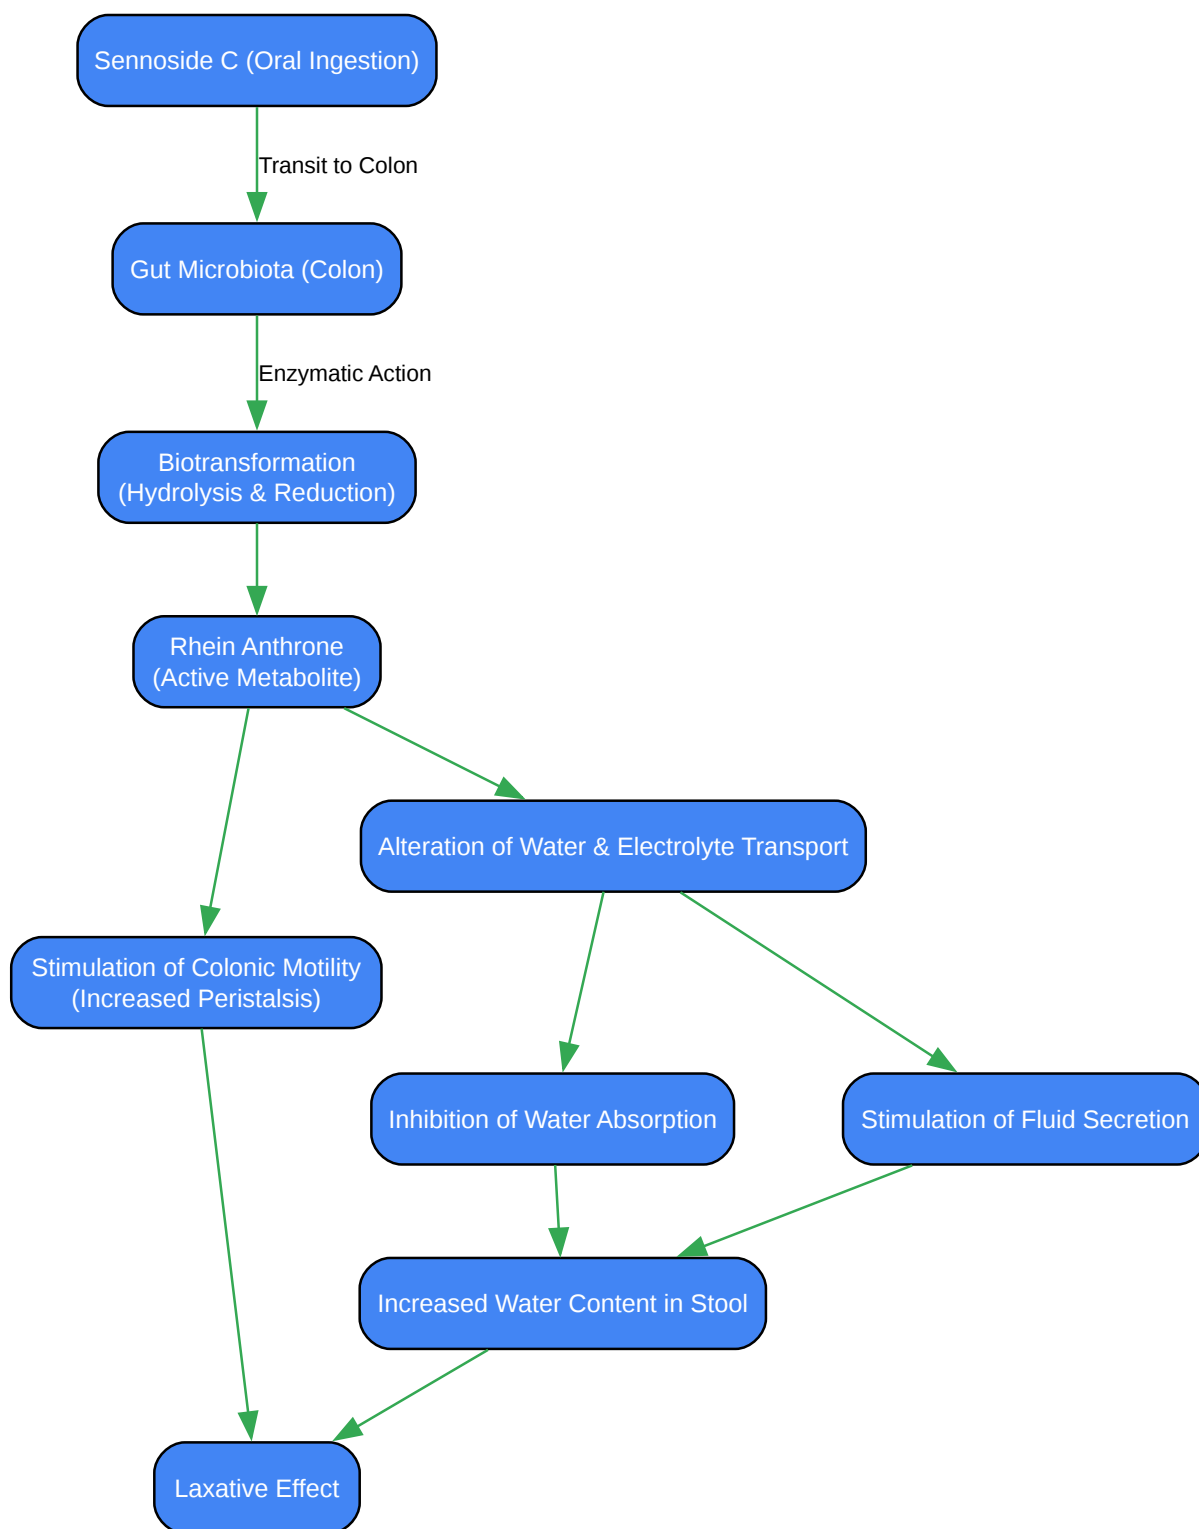 Sennoside C (Oral Ingestion)
Transit to Colon
Gut Microbiota (Colon)
Enzymatic Action
Biotransformation
(Hydrolysis & Reduction)
Rhein Anthrone
(Active Metabolite)
Alteration of Water & Electrolyte Transport
Stimulation of Colonic Motility
(Increased Peristalsis)
Inhibition of Water Absorption
Stimulation of Fluid Secretion
Increased Water Content in Stool
Laxative Effect